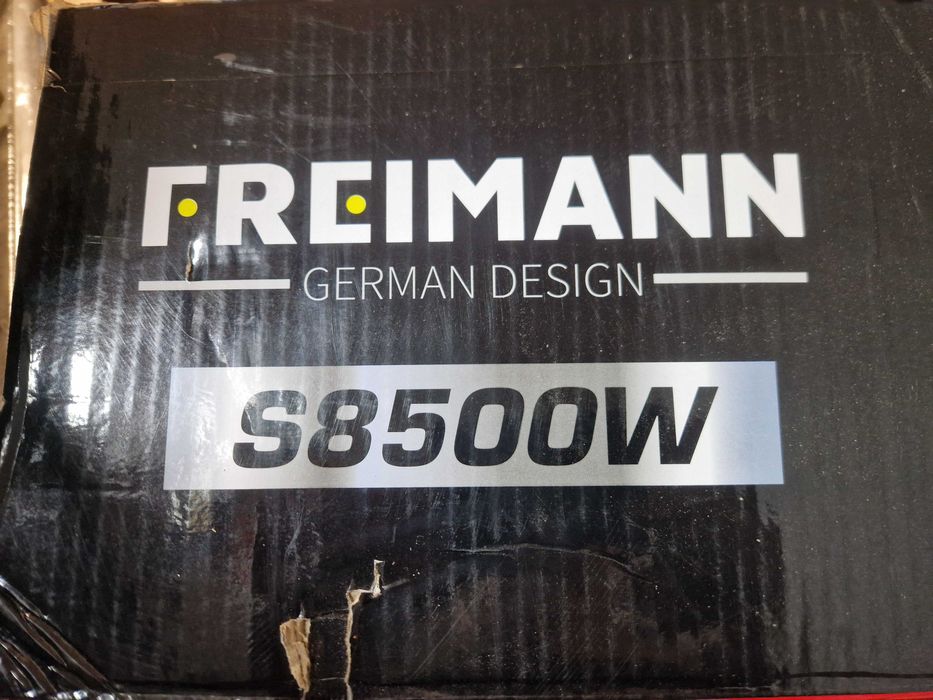 FREIMANN
GERMAN DESIGN
S8500W